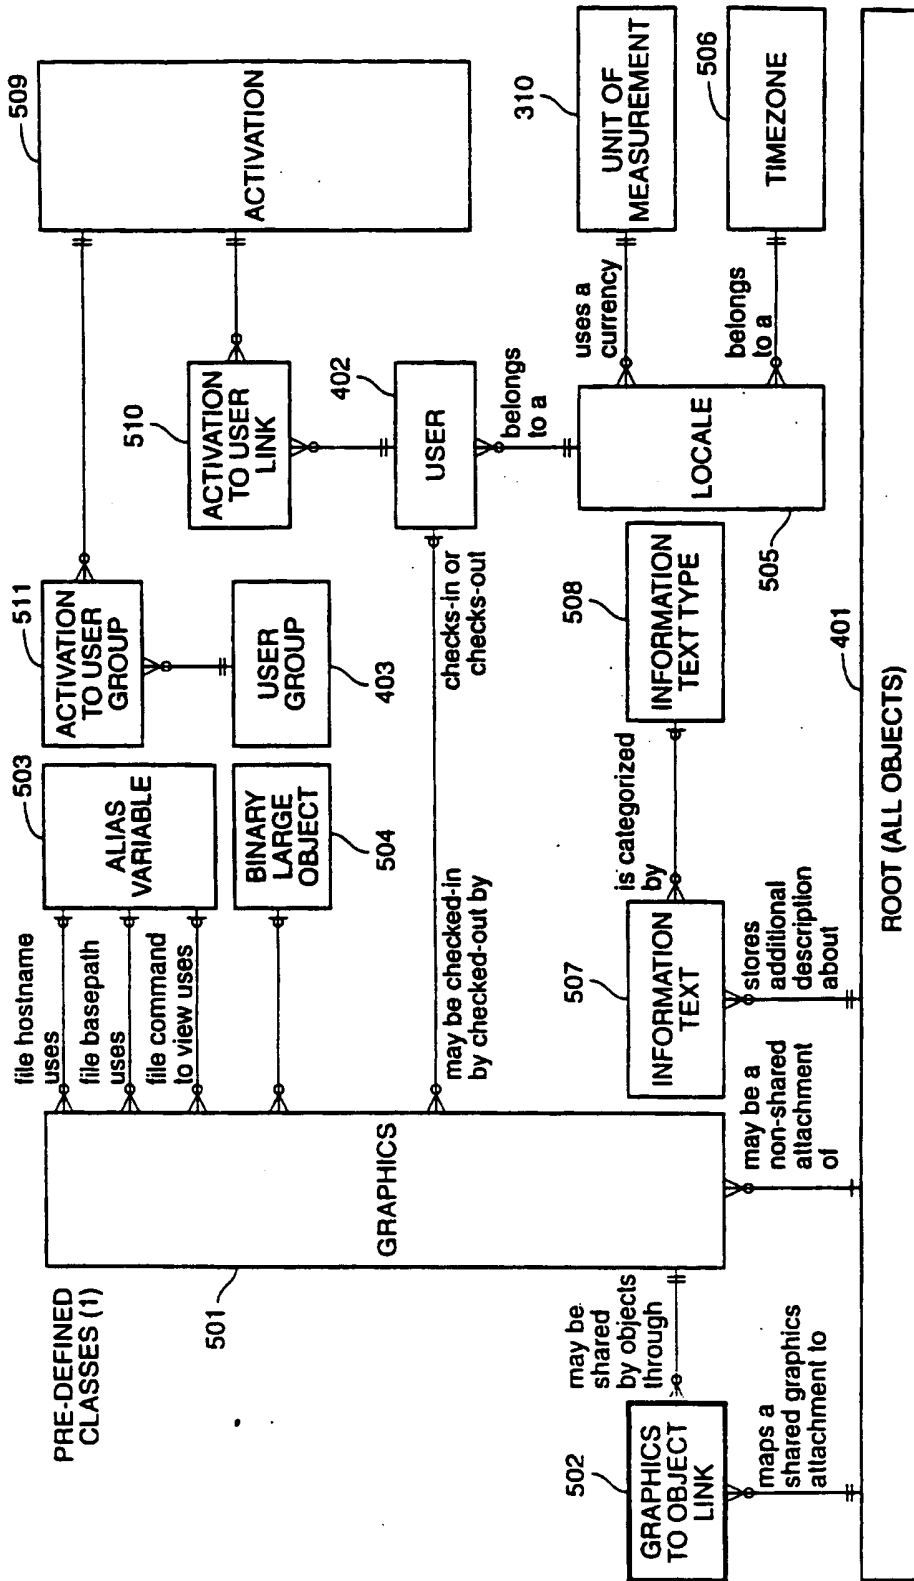 PRE-DEFINED
CLASSES (1)
501
GRAPHICS
file hostname
uses
file basepath
uses
file command
to view uses
503
ALIAS
VARIABLE
BINARY
LARGE
OBJECT
504
511
ACTIVATION
TO USER
GROUP
USER
GROUP
403
509
ACTIVATION
510
ACTIVATION
TO USER
LINK
402
USER
may be checked-in
by checked-out by
checks-in or
checks-out
belongs
to a
LOCALE
505
uses a
currency
310
UNIT OF
MEASUREMENT
belongs
to a
506
TIMEZONE
508
INFORMATION
TEXT TYPE
is categorized
by
507
INFORMATION
TEXT
stores
additional
description
about
may be a
non-shared
attachment
of
may be
shared
by objects
through
502
GRAPHICS
TO OBJECT
LINK
maps a
shared graphics
attachment to
401
ROOT (ALL OBJECTS)